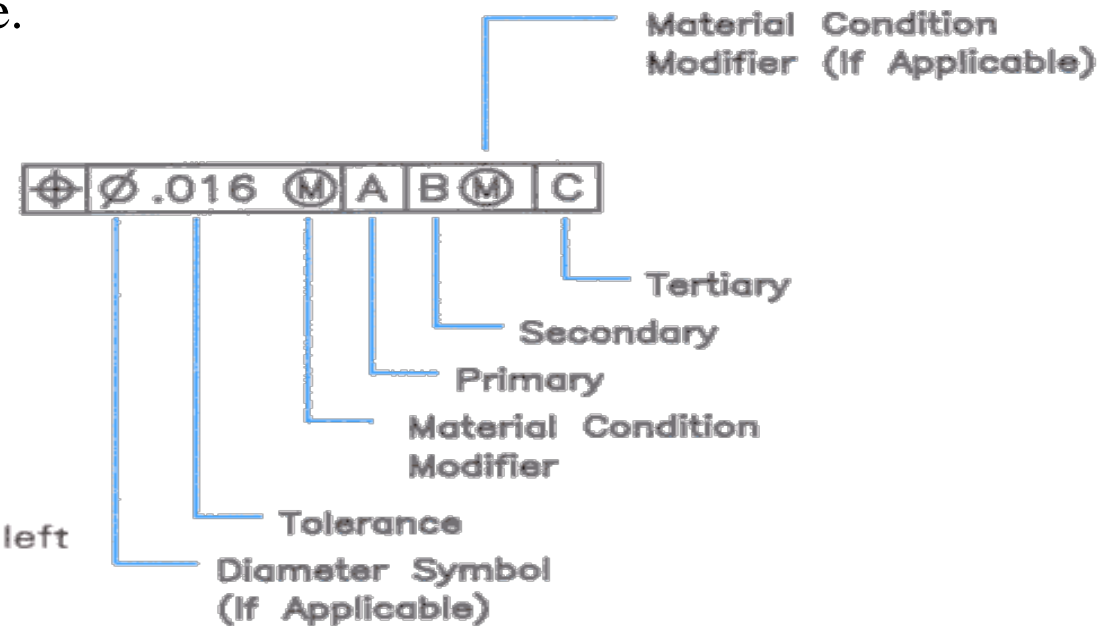 e.
Material Condition
Modifier (If Applicable)
⌖ Ø .016 Ⓜ A B Ⓜ C
Tertiary
Secondary
Primary
Material Condition
Modifier
Tolerance
left
Diameter Symbol
(If Applicable)